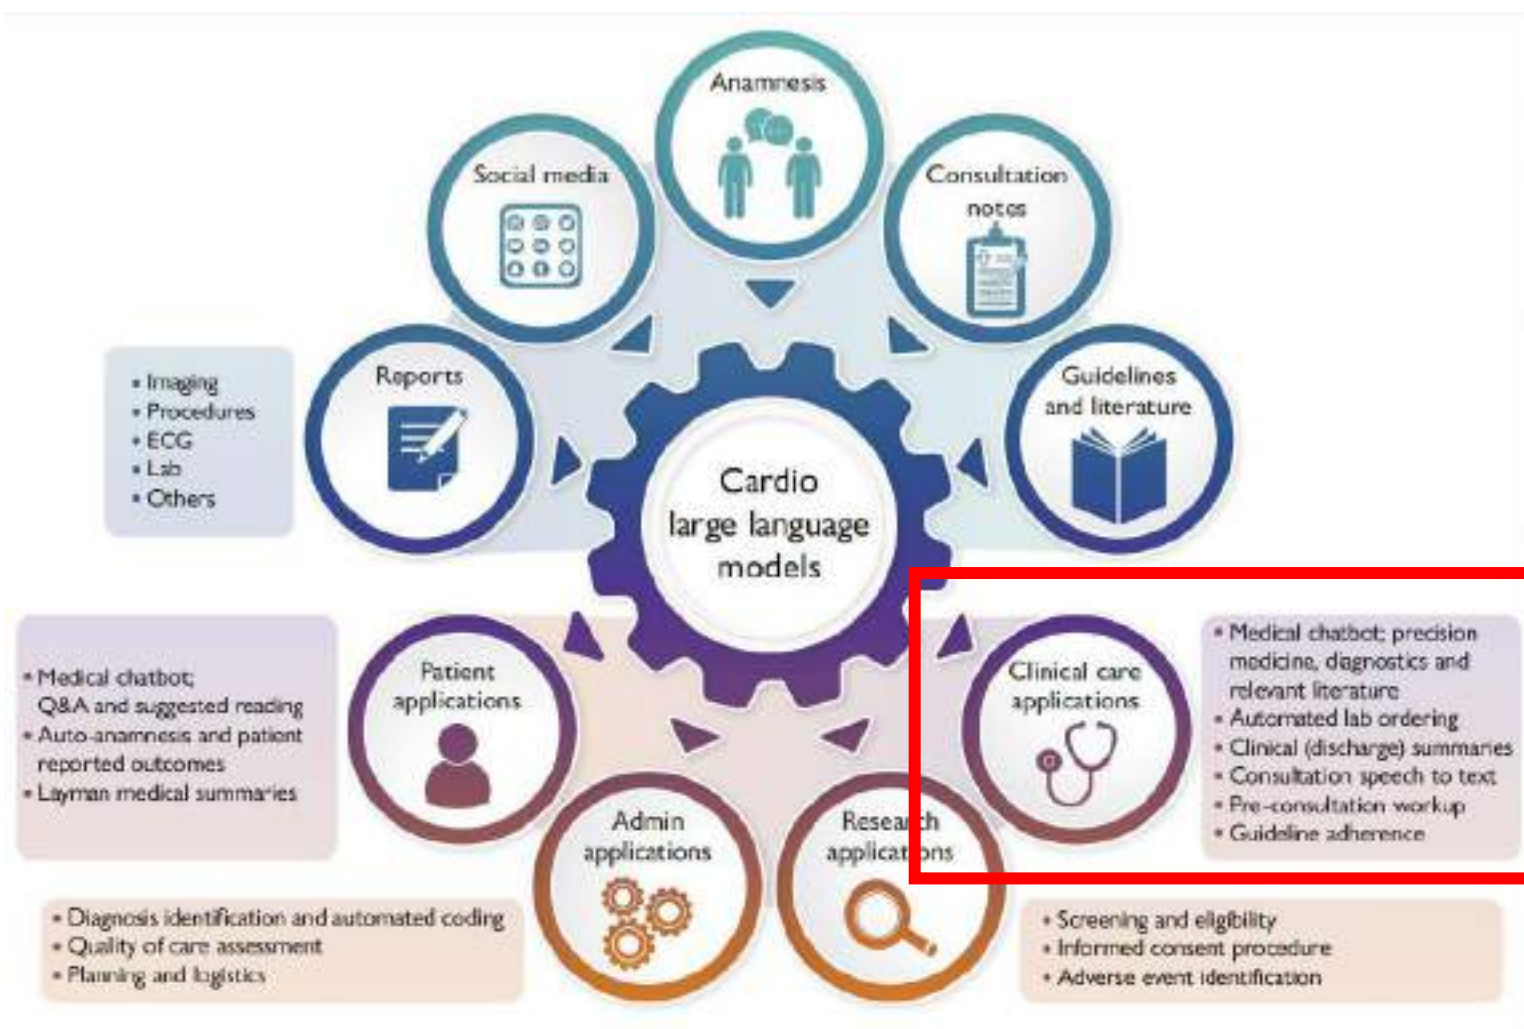 Anamnesis
Social media
Consultation
notes
Reports
Guidelines
and literature
• Imaging
• Procedures
• ECG
• Lab
• Others
Cardio
large language
models
Patient
applications
• Medical chatbot;
Q&A and suggested reading
• Auto-anamnesis and patient
reported outcomes
• Layman medical summaries
Clinical care
applications
• Medical chatbot; precision
medicine, diagnostics and
relevant literature
• Automated lab ordering
• Clinical (discharge) summaries
• Consultation speech to text
• Pre-consultation workup
• Guideline adherence
Admin
applications
• Diagnosis identification and automated coding
• Quality of care assessment
• Planning and logistics
Research
applications
• Screening and eligibility
• Informed consent procedure
• Adverse event identification